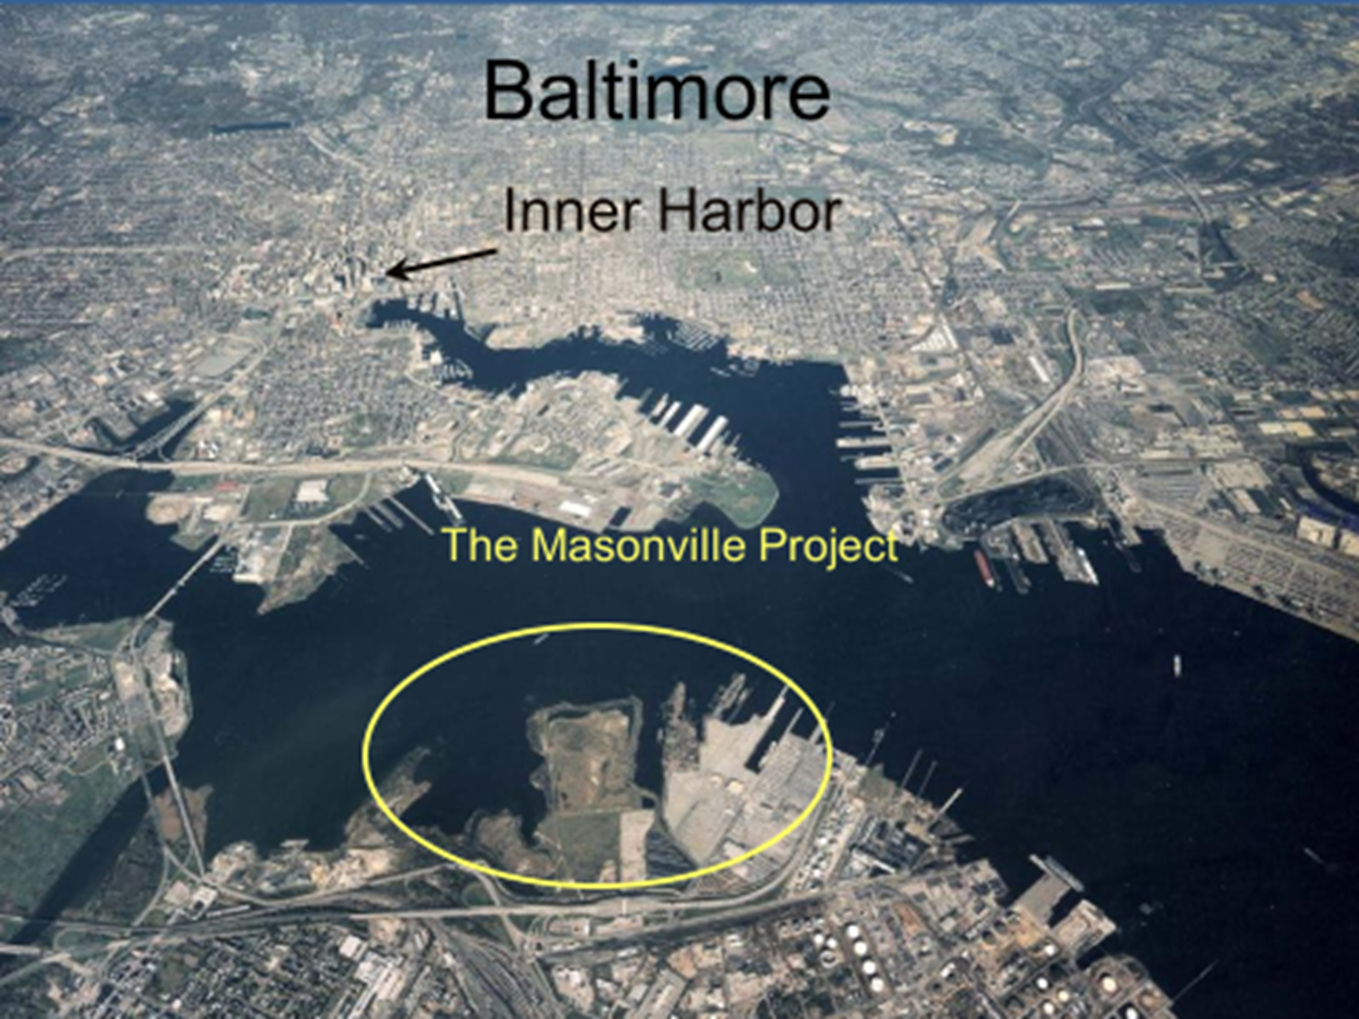 Baltimore
Inner Harbor
The Masonville Project